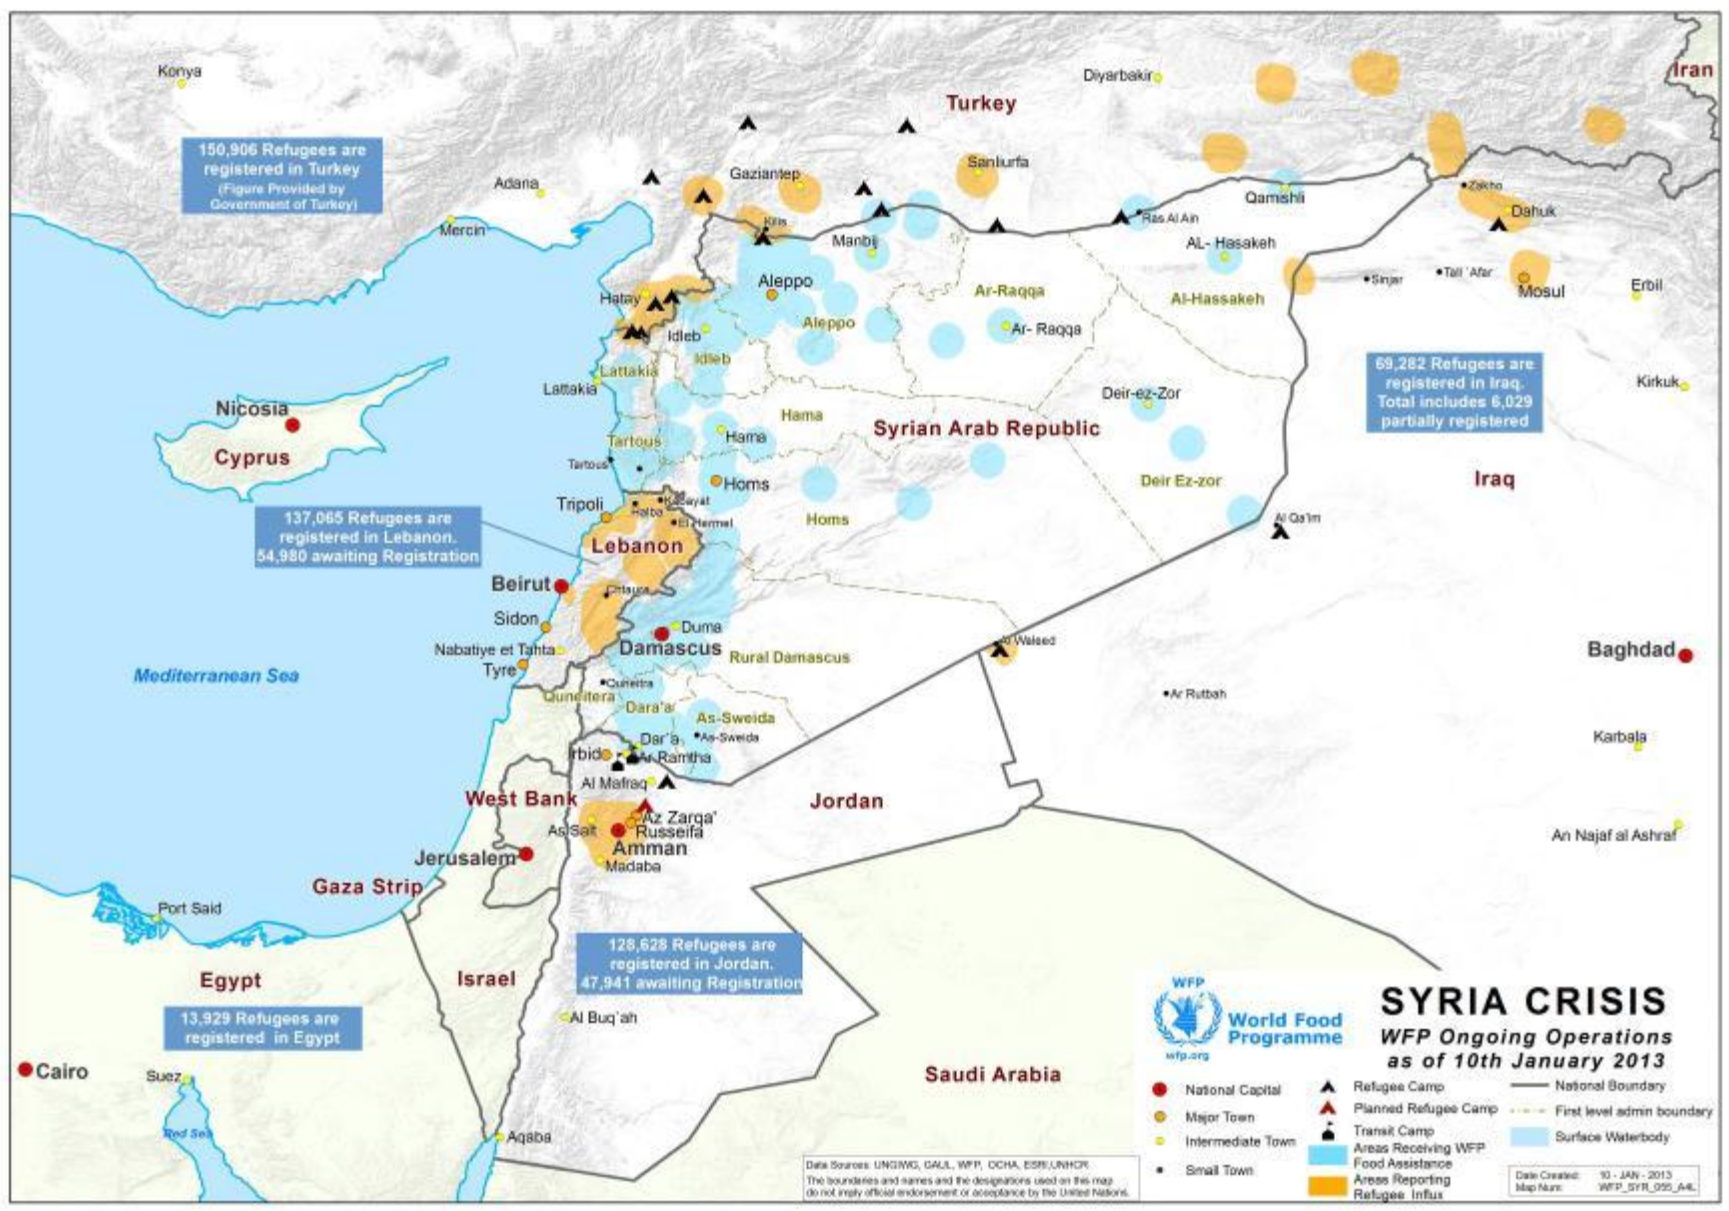 Konya
Diyarbakir
Iran
Turkey
150,906 Refugees are
registered in Turkey
(Figure Provided by
Government of Turkey)
Adana
Gaziantep
Sanliurfa
Mercin
Kilis
Manbij
Ras Al Ain
Qamishli
Zakho
Dahuk
AL- Hasakeh
Hatay
Aleppo
Ar-Raqqa
Al-Hassakeh
Sinjar
Tall `Afar
Mosul
Erbil
Idleb
Aleppo
Ar- Raqqa
Lattakia
Idleb
Lattakia
69,282 Refugees are
registered in Iraq.
Total includes 6,029
partially registered
Kirkuk
Deir-ez-Zor
Nicosia
Cyprus
Hama
Syrian Arab Republic
Tartous
Hama
Tartous
Homs
Deir Ez-zor
Iraq
Tripoli
Kobayat
Halba
El Hermel
Homs
Al Qa'im
137,065 Refugees are
registered in Lebanon.
54,980 awaiting Registration
Lebanon
Beirut
Chtaura
Sidon
Duma
Damascus
Al Waleed
Baghdad
Nabatiye et Tahta
Tyre
Rural Damascus
Mediterranean Sea
Quneitra
Quneitera
Dara'a
As-Sweida
As-Sweida
Ar Rutbah
Karbala
Irbid
Dar`a
Ar Ramtha
Al Mafraq
West Bank
Jordan
Az Zarqa'
As Salt
Russeifa
Amman
Madaba
An Najaf al Ashraf
Jerusalem
Gaza Strip
Port Said
Egypt
Israel
128,628 Refugees are
registered in Jordan.
47,941 awaiting Registration
13,929 Refugees are
registered in Egypt
Al Buq`ah
Cairo
Suez
Red Sea
Aqaba
Saudi Arabia
WFP
wfp.org
World Food
Programme
SYRIA CRISIS
WFP Ongoing Operations
as of 10th January 2013
National Capital
Major Town
Intermediate Town
Small Town
Refugee Camp
Planned Refugee Camp
Transit Camp
Areas Receiving WFP
Food Assistance
Areas Reporting
Refugee Influx
National Boundary
First level admin boundary
Surface Waterbody
Data Sources: UNGIWG, GAUL, WFP, OCHA, ESRI,UNHCR
The boundaries and names and the designations used on this map
do not imply official endorsement or acceptance by the United Nations.
Date Created: 10 - JAN - 2013
Map Num: WFP_SYR_055_A4L